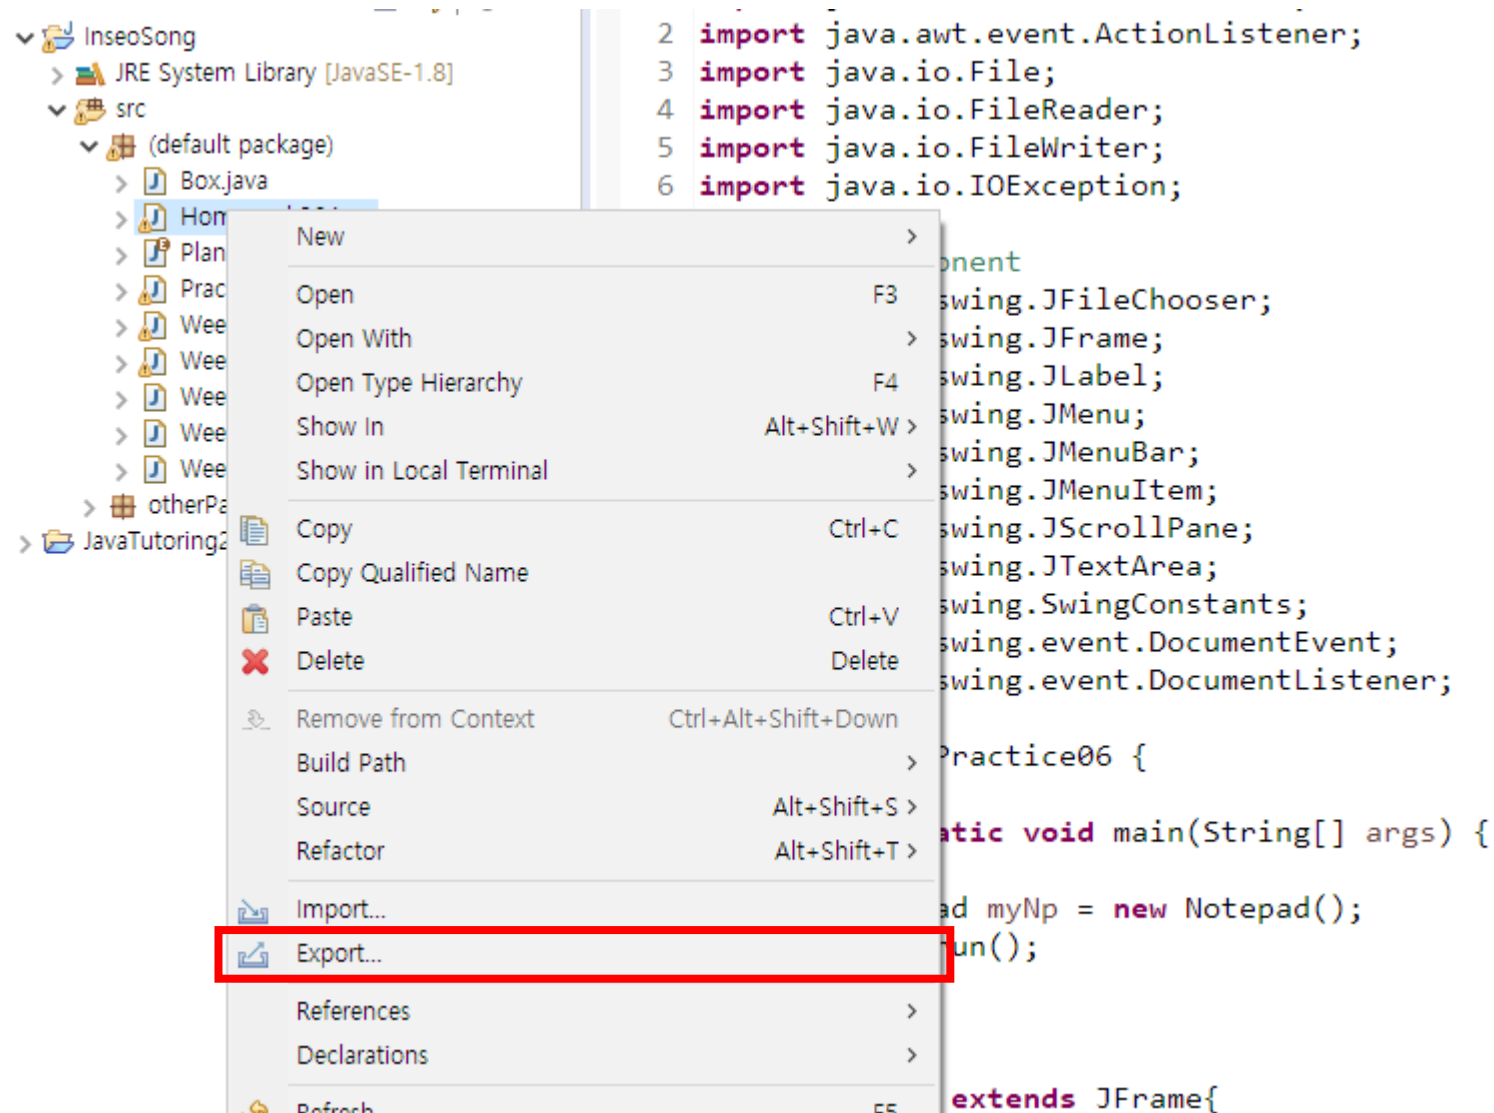 InseoSong
JRE System Library [JavaSE-1.8]
src
(default package)
Box.java
Hom
Plan
Prac
Wee
Wee
Wee
Wee
Wee
otherPa
JavaTutoring2
New
Open F3
Open With
Open Type Hierarchy F4
Show In Alt+Shift+W
Show in Local Terminal
Copy Ctrl+C
Copy Qualified Name
Paste Ctrl+V
Delete Delete
Remove from Context Ctrl+Alt+Shift+Down
Build Path
Source Alt+Shift+S
Refactor Alt+Shift+T
Import...
Export...
References
Declarations
Refresh F5
2 import java.awt.event.ActionListener;
3 import java.io.File;
4 import java.io.FileReader;
5 import java.io.FileWriter;
6 import java.io.IOException;
onent
swing.JFileChooser;
swing.JFrame;
swing.JLabel;
swing.JMenu;
swing.JMenuBar;
swing.JMenuItem;
swing.JScrollPane;
swing.JTextArea;
swing.SwingConstants;
swing.event.DocumentEvent;
swing.event.DocumentListener;
Practice06 {
atic void main(String[] args) {
ad myNp = new Notepad();
un();
extends JFrame{